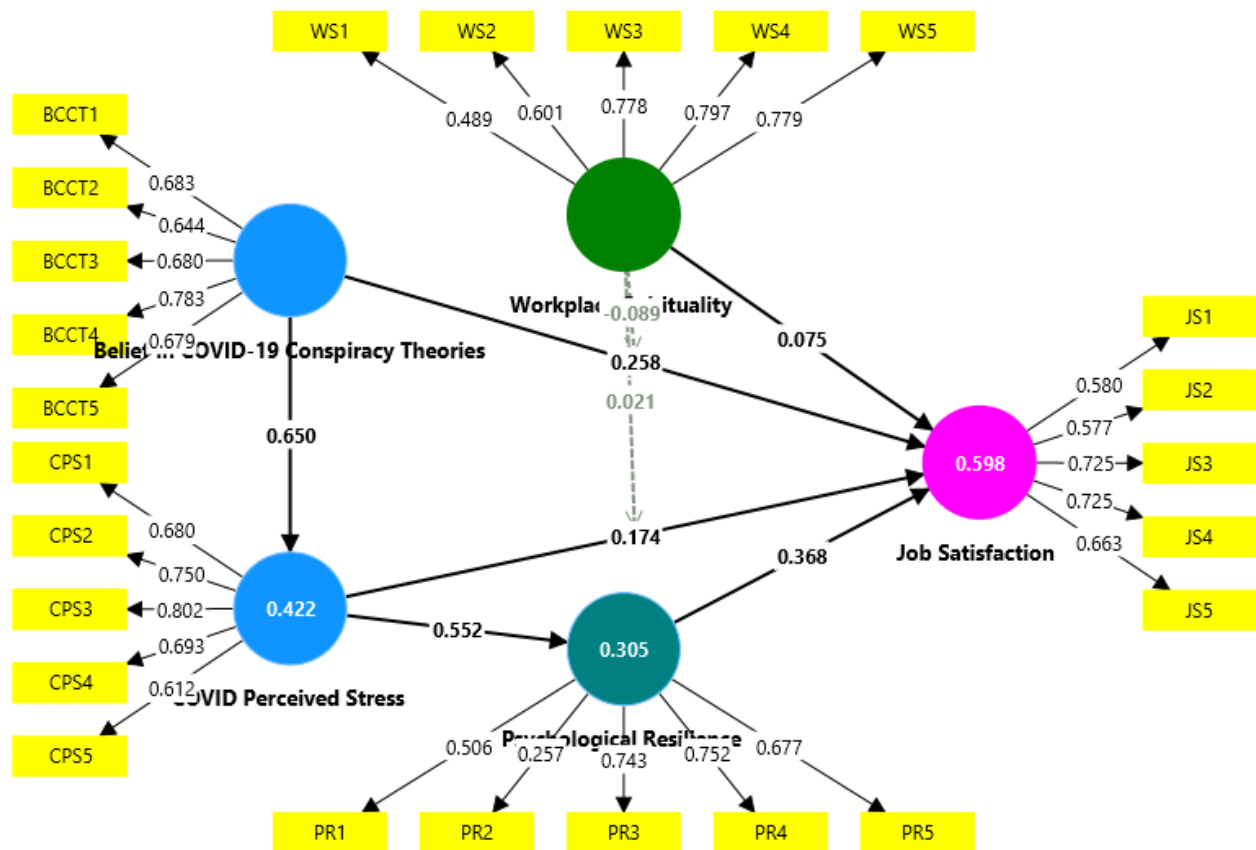 WS1 WS2 WS3 WS4 WS5
0.489 0.601 0.778 0.797 0.779
BCCT1
BCCT2
BCCT3
BCCT4
BCCT5
0.683
0.644
0.680
0.783
0.679
COVID-19 Conspiracy Theories
-0.089
0.258
0.021
0.075
0.650
CPS1
CPS2
CPS3
CPS4
CPS5
0.680
0.750
0.802
0.693
0.612
0.422
COVID Perceived Stress
0.174
0.552
0.368
0.305
Psychological Resilience
0.506 0.257 0.743 0.752 0.677
PR1 PR2 PR3 PR4 PR5
0.598
Job Satisfaction
0.580
0.577
0.725
0.725
0.663
JS1
JS2
JS3
JS4
JS5